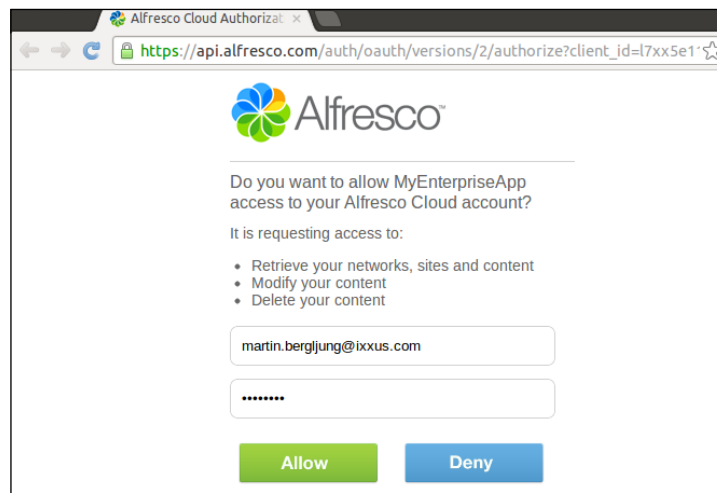 Alfresco Cloud Authorizat
https://api.alfresco.com/auth/oauth/versions/2/authorize?client_id=l7xx5e11
Alfresco™
Do you want to allow MyEnterpriseApp
access to your Alfresco Cloud account?
It is requesting access to:
• Retrieve your networks, sites and content
• Modify your content
• Delete your content
martin.bergljung@ixxus.com
••••••••
Allow
Deny